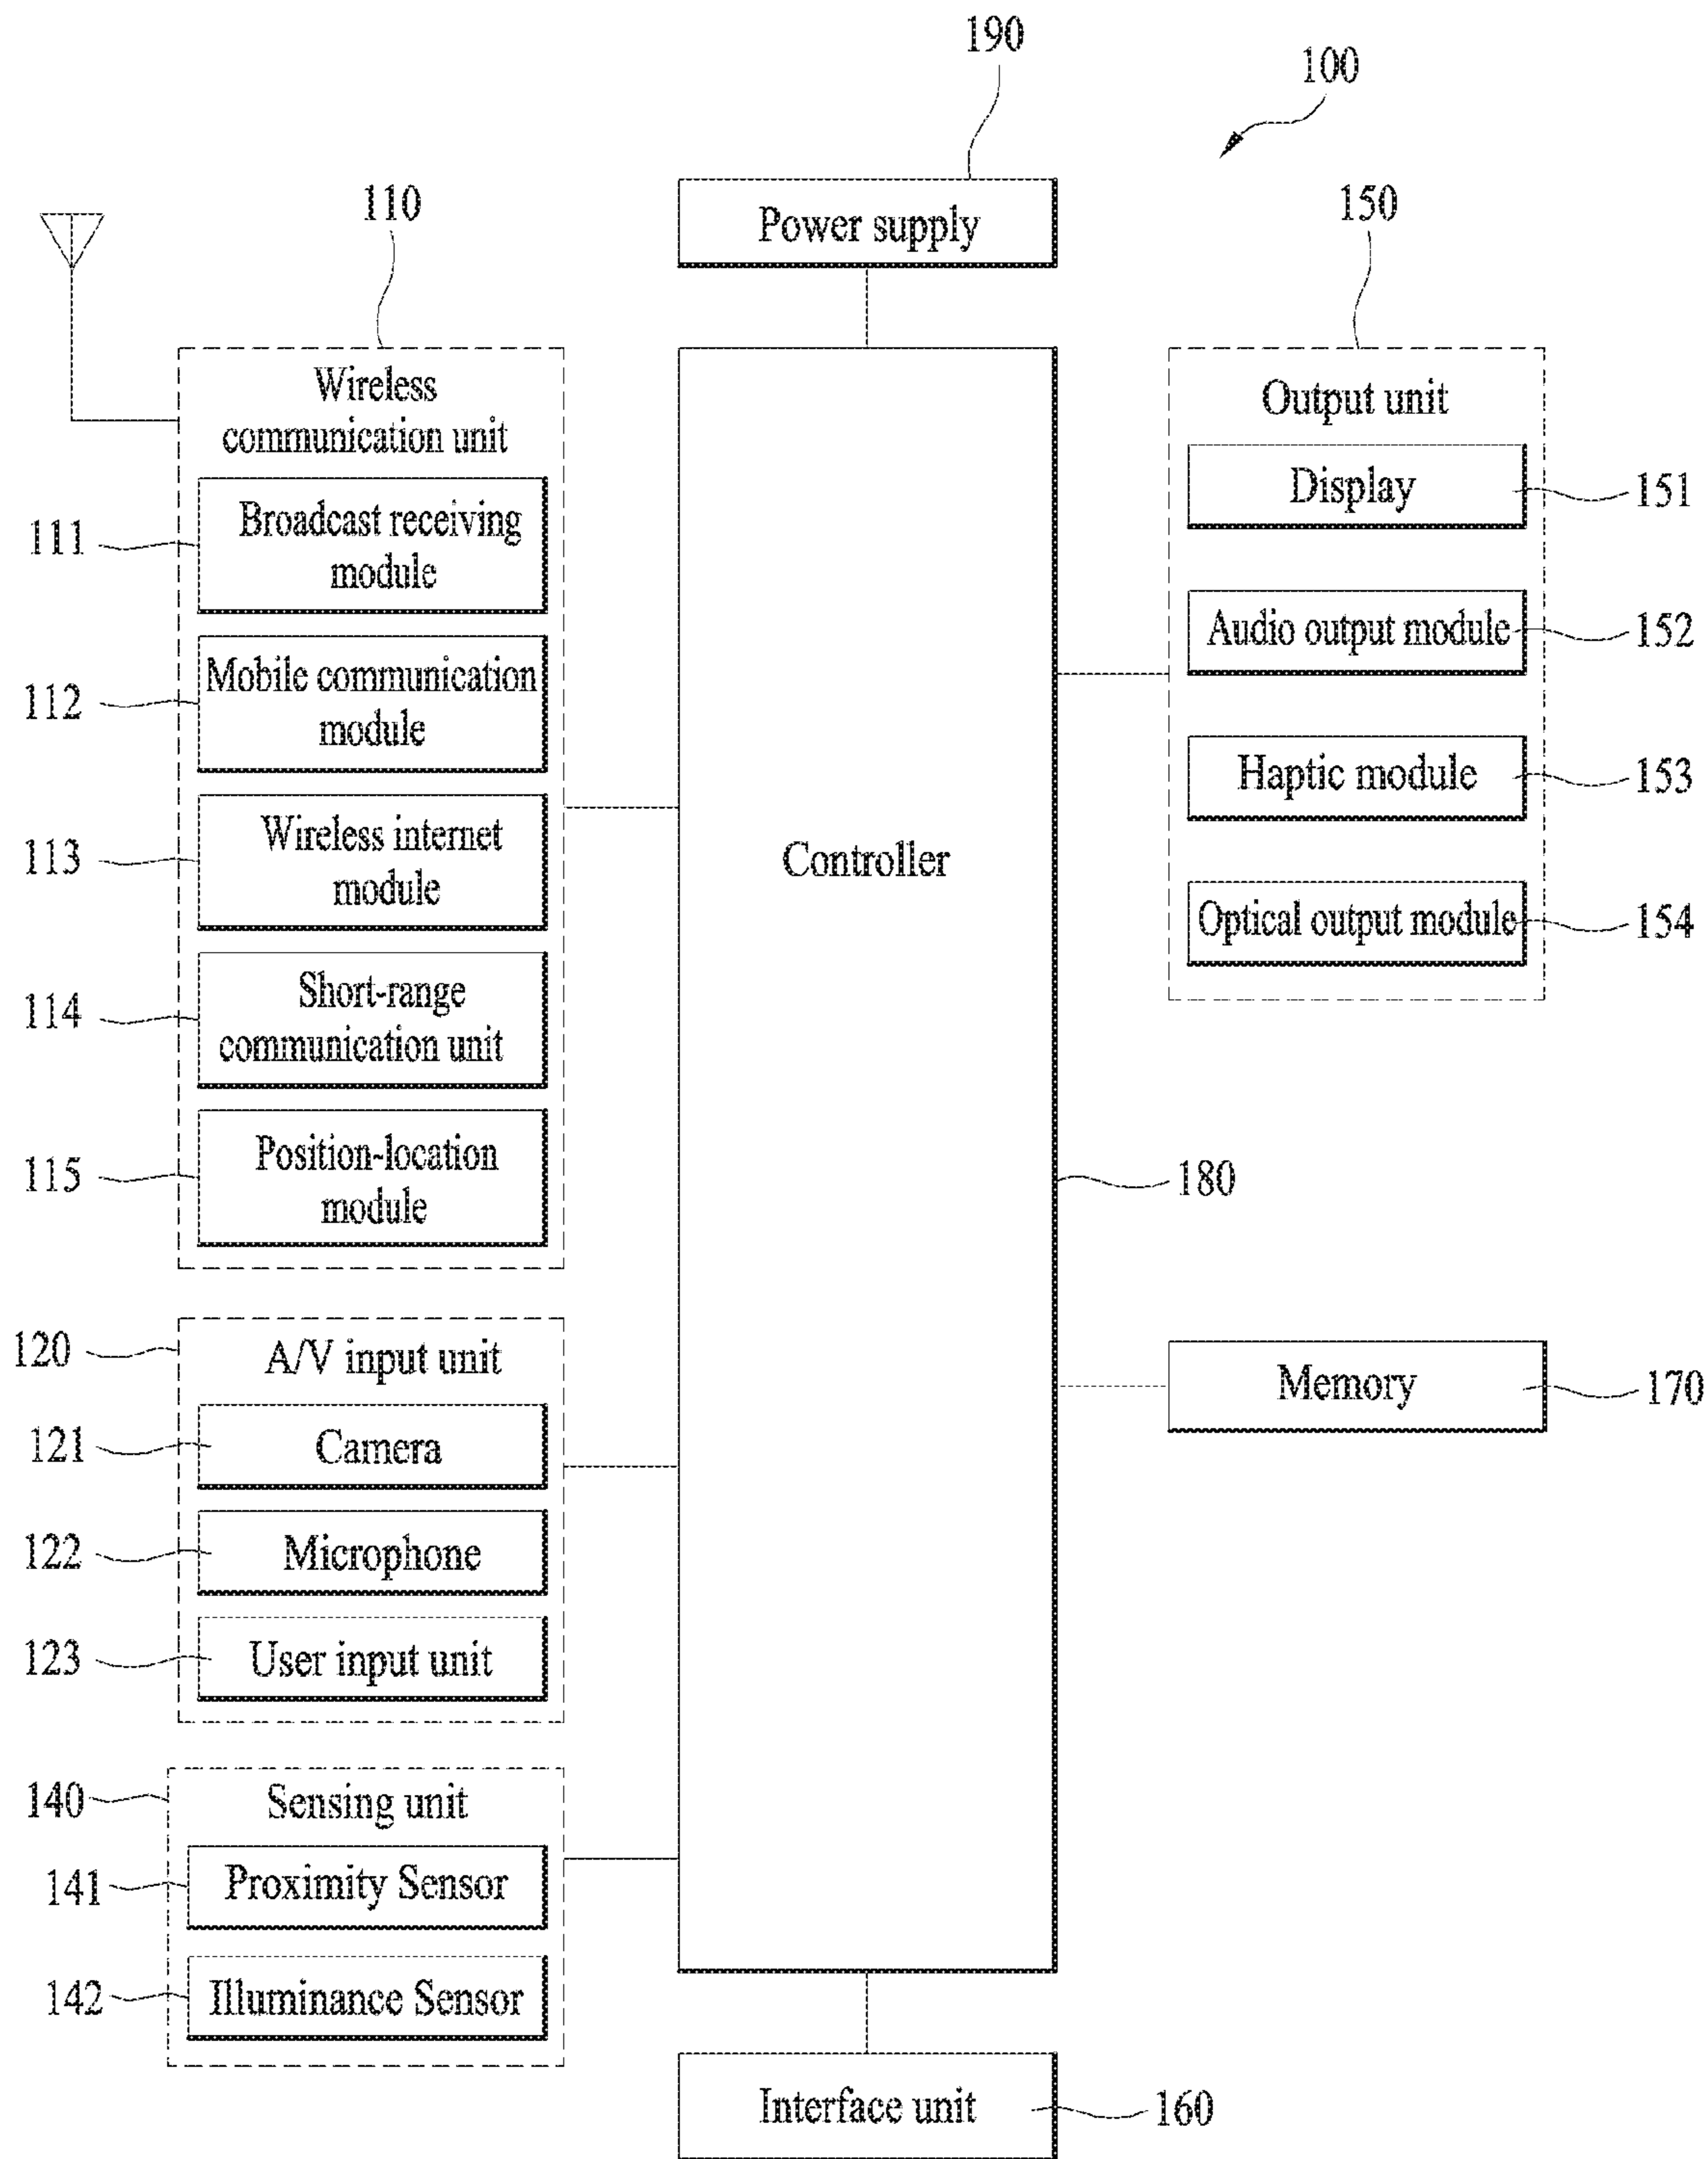 190
100
110
Power supply
150
Wireless
communication unit
111
Broadcast receiving
module
112
Mobile communication
module
113
Wireless internet
module
114
Short-range
communication unit
115
Position-location
module
120
A/V input unit
121
Camera
122
Microphone
123
User input unit
140
Sensing unit
141
Proximity Sensor
142
Illuminance Sensor
Controller
180
Output unit
Display
151
Audio output module
152
Haptic module
153
Optical output module
154
Memory
170
Interface unit
160